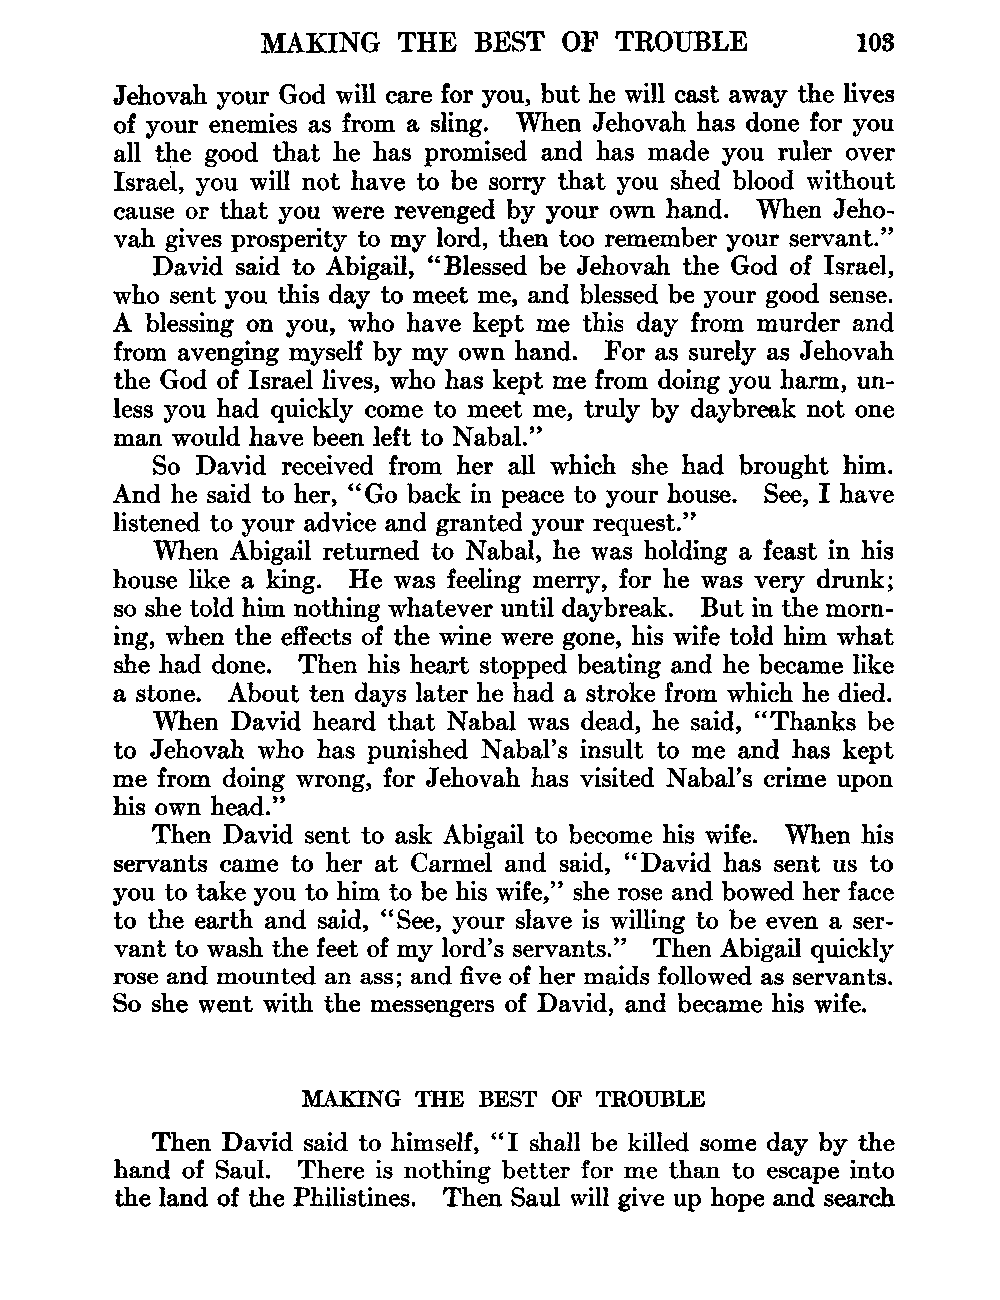 MAKING THE BEST OF TROUBLE 103
Jehovah your God will care for you, but he will cast away the lives
of your enemies as from a sling. When Jehovah has done for you
all the good that he has promised and has made you ruler over
Israel, you will not have to be sorry that you shed blood without
cause or that you were revenged by your own hand. When Jeho-
vah gives prosperity to my lord, then too remember your servant.”
David said to Abigail, “Blessed be Jehovah the God of Israel,
who sent you this day to meet me, and blessed be your good sense.
A blessing on you, who have kept me this day from murder and
from avenging myself by my own hand. For as surely as Jehovah
the God of Israel lives, who has kept me from doing you harm, un-
less you had quickly come to meet me, truly by daybreak not one
man would have been left to Nabal.”
So David received from her all which she had brought him.
And he said to her, “Go back in peace to your house. See, I have
listened to your advice and granted your request.”
When Abigail returned to Nabal, he was holding a feast in his
house like a king. He was feeling merry, for he was very drunk;
so she told him nothing whatever until daybreak. But in the morn-
ing, when the effects of the wine were gone, his wife told him what
she had done. Then his heart stopped beating and he became like
a stone. About ten days later he had a stroke from which he died.
When David heard that Nabal was dead, he said, “Thanks be
to Jehovah who has punished Nabal’s insult to me and has kept
me from doing wrong, for Jehovah has visited Nabal’s crime upon
his own head.”
Then David sent to ask Abigail to become his wife. When his
servants came to her at Carmel and said, “David has sent us to
you to take you to him to be his wife,” she rose and bowed her face
to the earth and said, “See, your slave is willing to be even a ser-
vant to wash the feet of my lord’s servants.” Then Abigail quickly
rose and mounted an ass; and five of her maids followed as servants.
So she went with the messengers of David, and became his wife.
MAKING THE BEST OF TROUBLE
Then David said to himself, “I shall be killed some day by the
hand of Saul. There is nothing better for me than to escape into
the land of the Philistines. Then Saul will give up hope and search